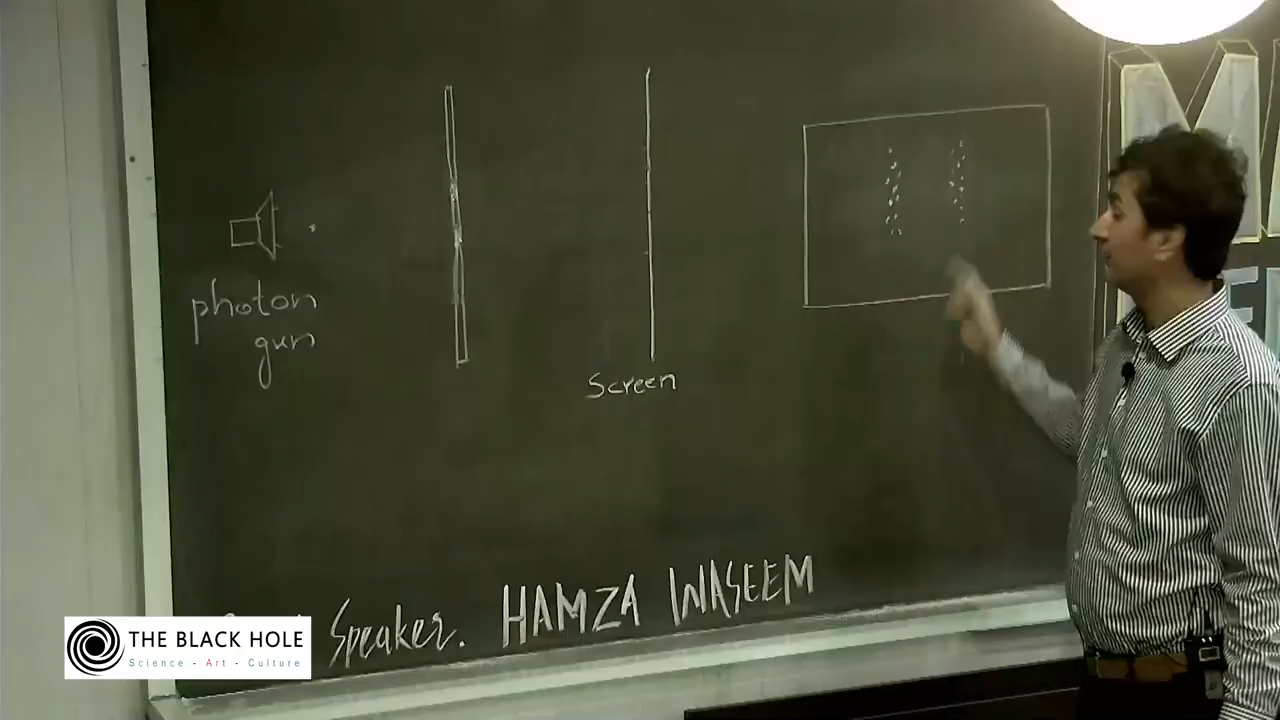 photon
gun
Screen
Speaker. HAMZA WASEEM
THE BLACK HOLE
Science - Art - Culture